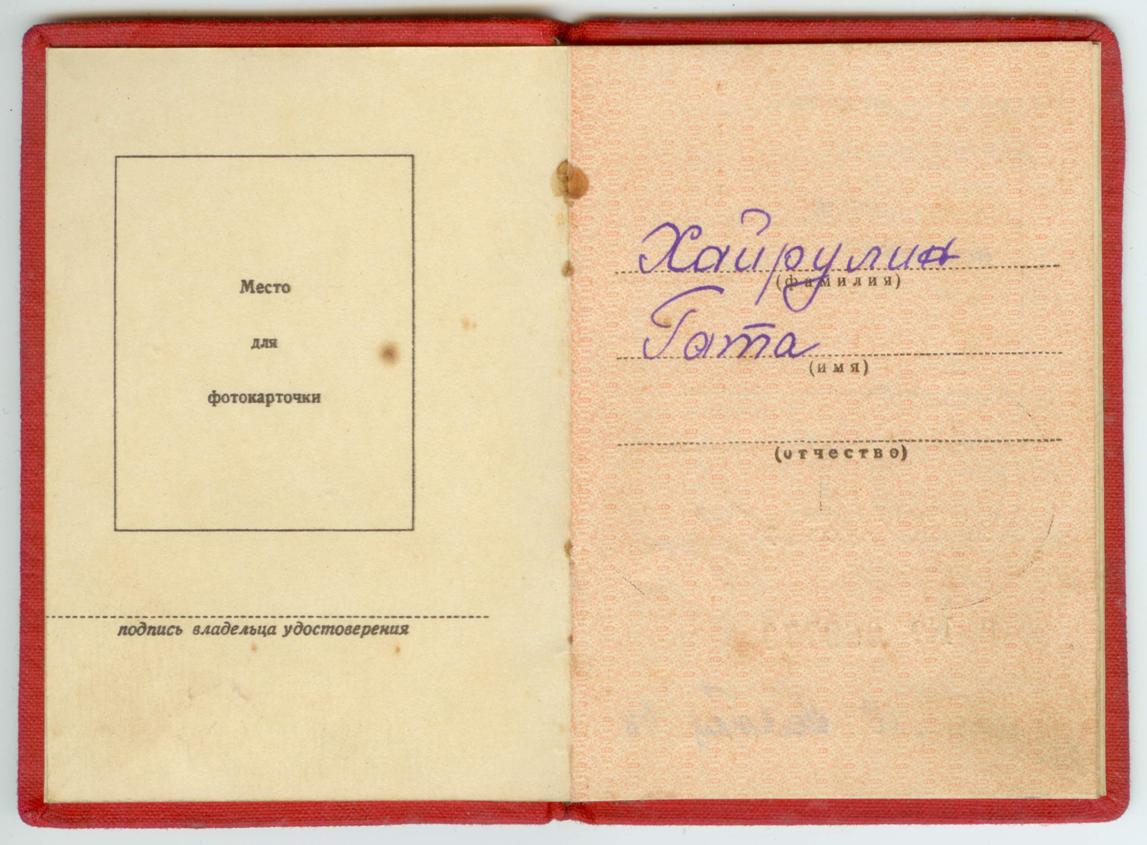 Место
для
фотокарточки
подпись владельца удостоверения
Хайрулин
(фамилия)
Гата
(имя)
(отчество)